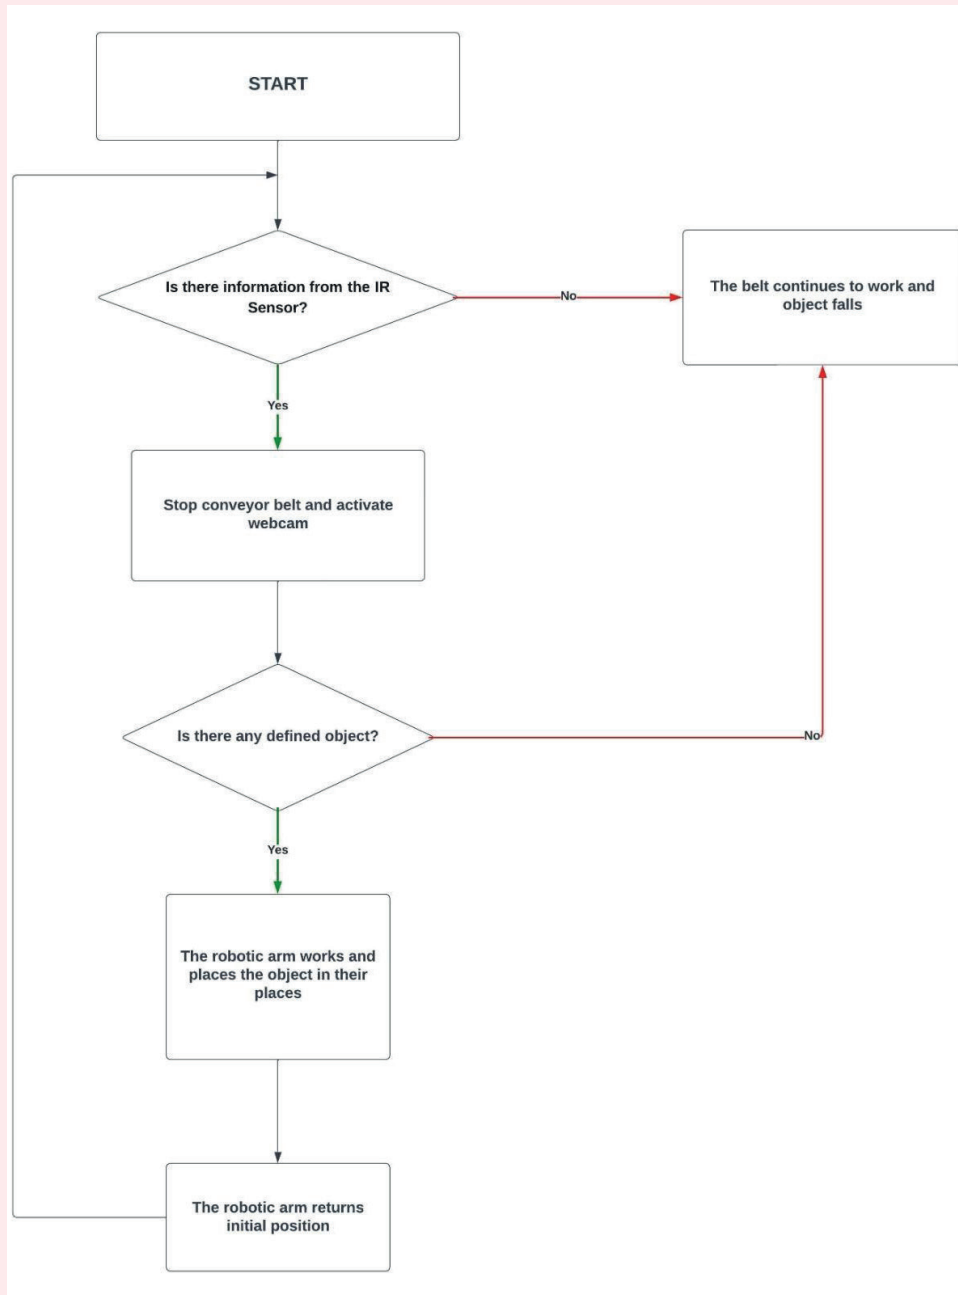 START
Is there information from the IR
Sensor?
No
The belt continues to work and
object falls
Yes
Stop conveyor belt and activate
webcam
Is there any defined object?
No
Yes
The robotic arm works and
places the object in their
places
The robotic arm returns
initial position